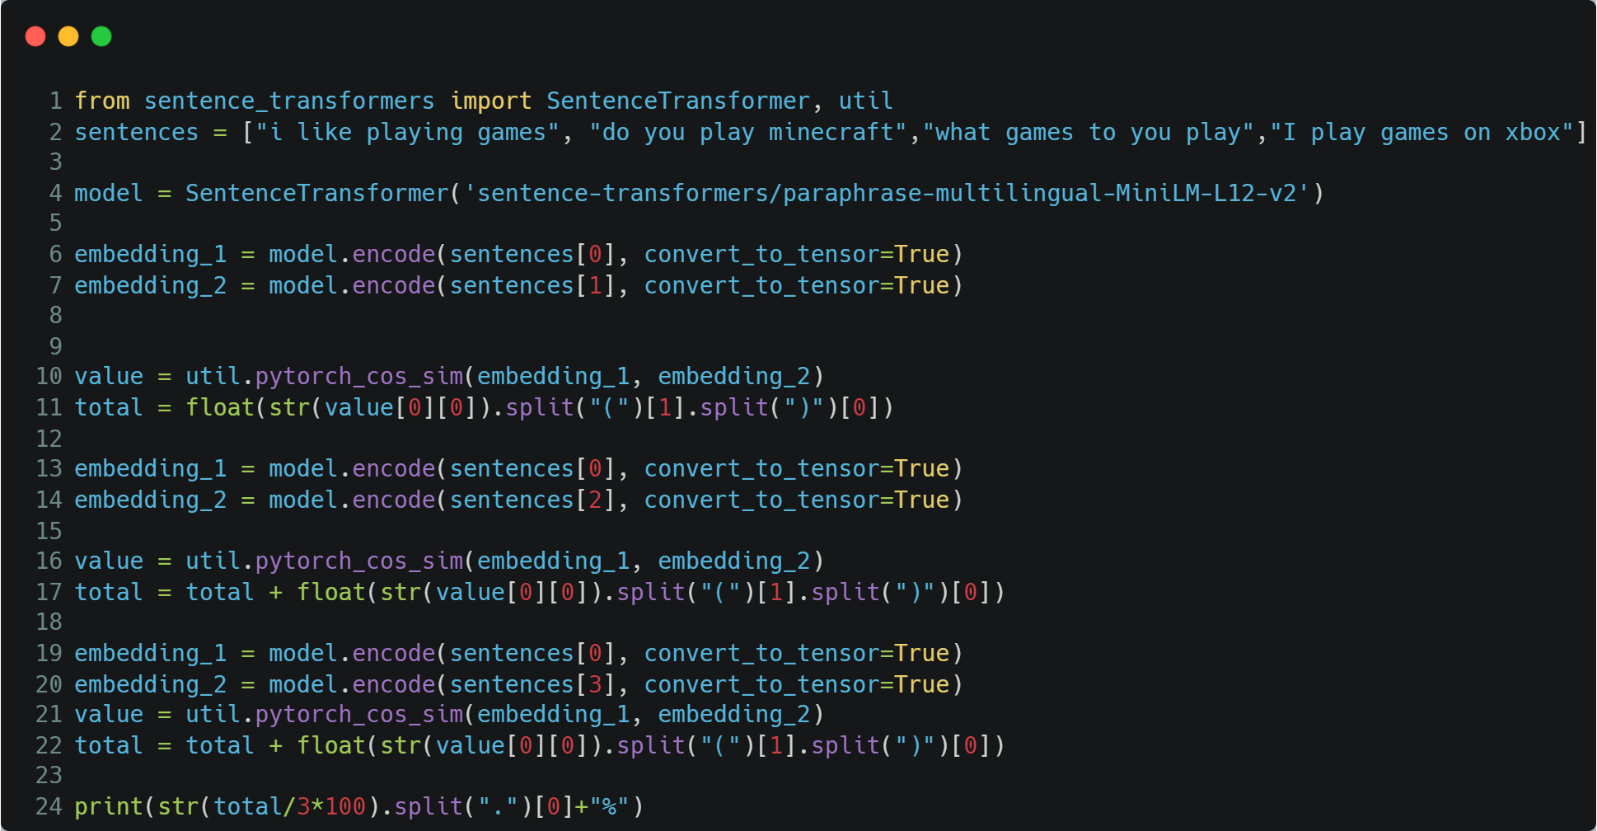 1 from sentence_transformers import SentenceTransformer, util
2 sentences = ["i like playing games", "do you play minecraft","what games to you play","I play games on xbox"]
3
4 model = SentenceTransformer('sentence-transformers/paraphrase-multilingual-MiniLM-L12-v2')
5
6 embedding_1 = model.encode(sentences[0], convert_to_tensor=True)
7 embedding_2 = model.encode(sentences[1], convert_to_tensor=True)
8
9
10 value = util.pytorch_cos_sim(embedding_1, embedding_2)
11 total = float(str(value[0][0]).split("(")[1].split(")")[0])
12
13 embedding_1 = model.encode(sentences[0], convert_to_tensor=True)
14 embedding_2 = model.encode(sentences[2], convert_to_tensor=True)
15
16 value = util.pytorch_cos_sim(embedding_1, embedding_2)
17 total = total + float(str(value[0][0]).split("(")[1].split(")")[0])
18
19 embedding_1 = model.encode(sentences[0], convert_to_tensor=True)
20 embedding_2 = model.encode(sentences[3], convert_to_tensor=True)
21 value = util.pytorch_cos_sim(embedding_1, embedding_2)
22 total = total + float(str(value[0][0]).split("(")[1].split(")")[0])
23
24 print(str(total/3*100).split(".")[0]+"%")